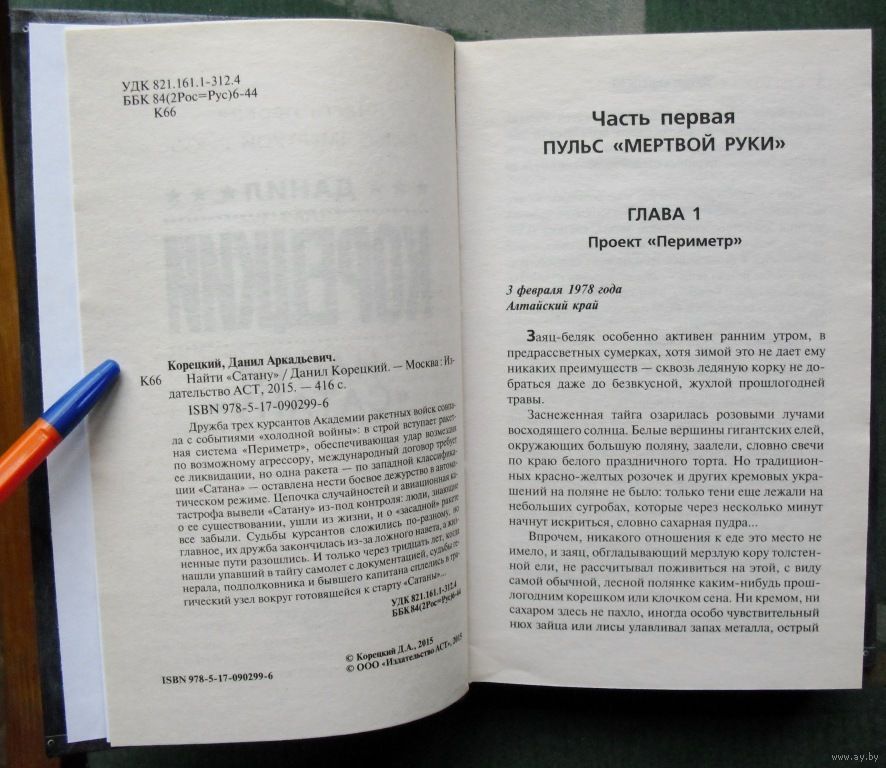 УДК 821.161.1-312.4
ББК 84(2Рос=Рус)6-44
К66
ДАНИЛ
КОРЕЦКИЙ
Корецкий, Данил Аркадьевич.
К66 Найти «Сатану» / Данил Корецкий. — Москва : Из-
дательство АСТ, 2015. — 416 с.
ISBN 978-5-17-090299-6
Дружба трех курсантов Академии ракетных войск совпа-
ла с событиями «холодной войны»: в строй вступает ракет-
ная система «Периметр», обеспечивающая удар возмездия
по возможному агрессору, международный договор требует
ее ликвидации, но одна ракета — по западной классифика-
ции «Сатана» — оставлена нести боевое дежурство в автома-
тическом режиме. Цепочка случайностей и авиационная ка-
тастрофа вывели «Сатану» из-под контроля: люди, знающие
о ее существовании, ушли из жизни, и о «засадной» ракете
все забыли. Судьбы курсантов сложились по-разному, но
главное, их дружба закончилась из-за ложного навета, а жиз-
ненные пути разошлись. И только через тридцать лет, когда
нашли упавший в тайгу самолет с документацией, судьбы ге-
нерала, подполковника и бывшего капитана сплелись в тра-
гический узел вокруг готовящейся к старту «Сатаны»...
УДК 821.161.1-312.4
ББК 84(2Рос=Рус)6-44
© Корецкий Д.А., 2015
© ООО «Издательство АСТ», 2015
ISBN 978-5-17-090299-6
Часть первая
ПУЛЬС «МЕРТВОЙ РУКИ»
ГЛАВА 1
Проект «Периметр»
3 февраля 1978 года
Алтайский край
Заяц-беляк особенно активен ранним утром, в
предрассветных сумерках, хотя зимой это не дает ему
никаких преимуществ — сквозь ледяную корку не до-
браться даже до безвкусной, жухлой прошлогодней
травы.
Заснеженная тайга озарилась розовыми лучами
восходящего солнца. Белые вершины гигантских елей,
окружающих большую поляну, заалели, словно свечи
по краю белого праздничного торта. Но традицион-
ных красно-желтых розочек и других кремовых укра-
шений на поляне не было: только тени еще лежали на
небольших сугробах, которые через несколько минут
начнут искриться, словно сахарная пудра...
Впрочем, никакого отношения к еде это место не
имело, и заяц, обгладывающий мерзлую кору толстен-
ной ели, не рассчитывал поживиться на этой, с виду
самой обычной, лесной полянке каким-нибудь прош-
логодним корешком или клочком сена. Ни кремом, ни
сахаром здесь не пахло, иногда особо чувствительный
нюх зайца или лисы улавливал запах металла, острый
www.ay.by